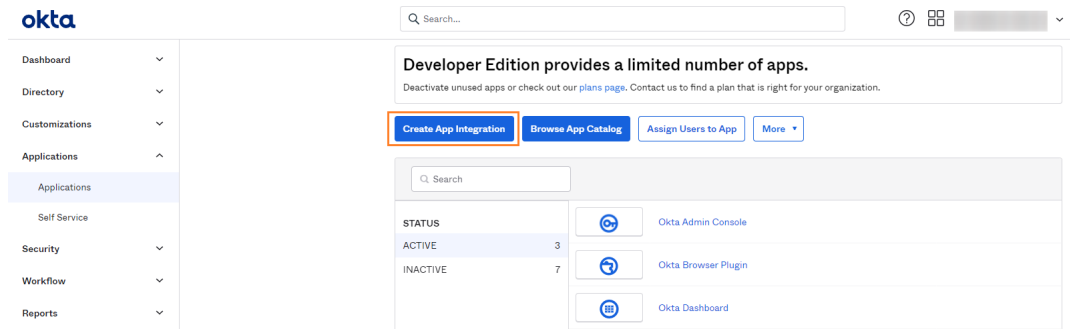 okta
Search...
Dashboard
Directory
Customizations
Applications
Applications
Self Service
Security
Workflow
Reports
Developer Edition provides a limited number of apps.
Deactivate unused apps or check out our plans page. Contact us to find a plan that is right for your organization.
Create App Integration Browse App Catalog Assign Users to App More
Search
STATUS
ACTIVE 3
INACTIVE 7
Okta Admin Console
Okta Browser Plugin
Okta Dashboard